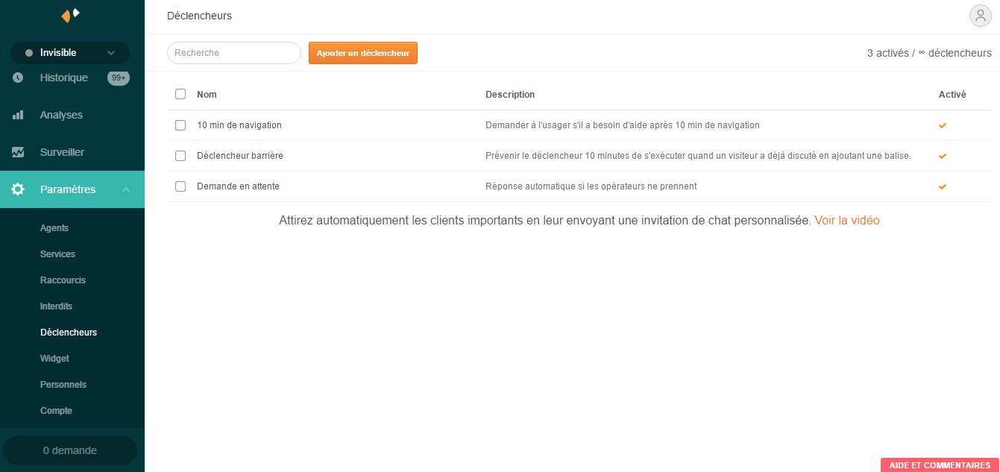 Déclencheurs
Invisible
Recherche
Ajouter un déclencheur
3 activés / ∞ déclencheurs
Historique 99+
Analyses
Surveiller
Paramètres
Agents
Services
Raccourcis
Interdits
Déclencheurs
Widget
Personnels
Compte
0 demande
Nom Description Activé
10 min de navigation Demander à l'usager s'il a besoin d'aide après 10 min de navigation
Déclencheur barrière Prévenir le déclencheur 10 minutes de s'exécuter quand un visiteur a déjà discuté en ajoutant une balise.
Demande en attente Réponse automatique si les opérateurs ne prennent
Attirez automatiquement les clients importants en leur envoyant une invitation de chat personnalisée. Voir la vidéo
AIDE ET COMMENTAIRES